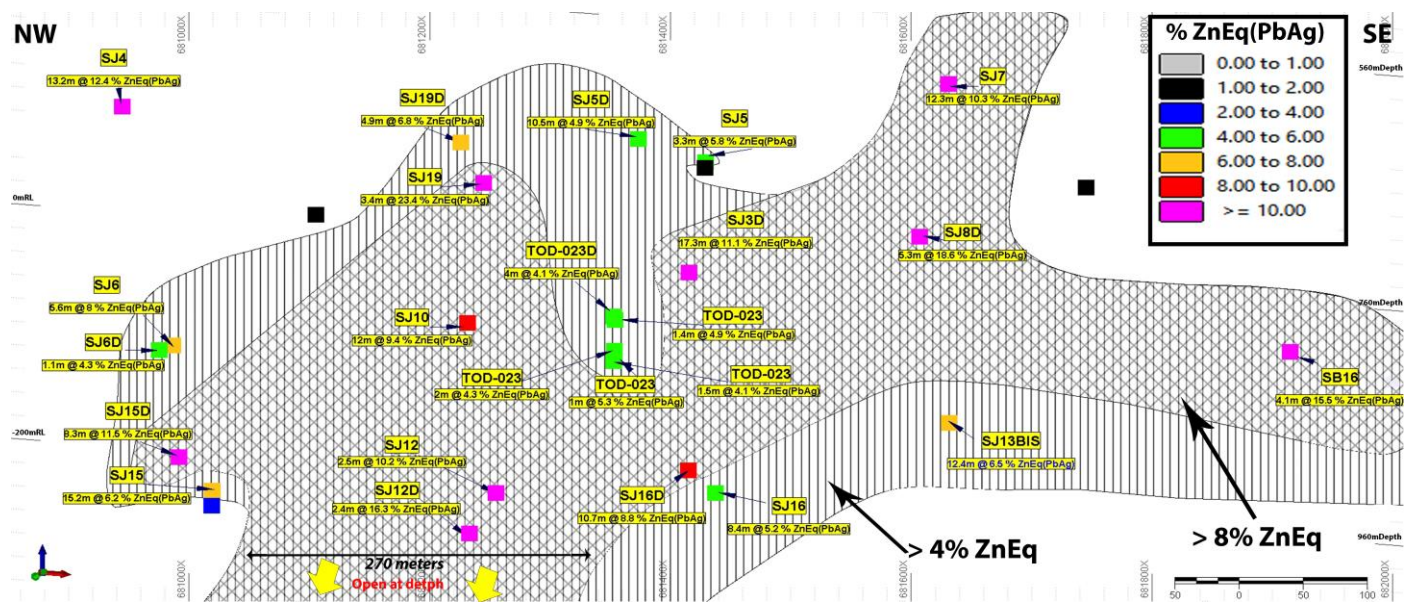 NW
681000X
681200X
681400X
681600X
681800X
682000X
SE
% ZnEq(PbAg)
0.00 to 1.00
1.00 to 2.00
2.00 to 4.00
4.00 to 6.00
6.00 to 8.00
8.00 to 10.00
>= 10.00
560mDepth
SJ4
13.2m @ 12.4 % ZnEq(PbAg)
SJ19D
4.9m @ 6.8 % ZnEq(PbAg)
SJ5D
10.5m @ 4.9 % ZnEq(PbAg)
SJ5
3.3m @ 5.8 % ZnEq(PbAg)
SJ7
12.3m @ 10.3 % ZnEq(PbAg)
0mRL
SJ19
3.4m @ 23.4 % ZnEq(PbAg)
SJ3D
17.3m @ 11.1 % ZnEq(PbAg)
SJ8D
5.3m @ 18.6 % ZnEq(PbAg)
TOD-023D
4m @ 4.1 % ZnEq(PbAg)
SJ6
5.6m @ 8 % ZnEq(PbAg)
SJ6D
1.1m @ 4.3 % ZnEq(PbAg)
SJ10
12m @ 9.4 % ZnEq(PbAg)
TOD-023
1.4m @ 4.9 % ZnEq(PbAg)
760mDepth
TOD-023
2m @ 4.3 % ZnEq(PbAg)
TOD-023
1m @ 5.3 % ZnEq(PbAg)
TOD-023
1.5m @ 4.1 % ZnEq(PbAg)
SB16
4.1m @ 15.5 % ZnEq(PbAg)
-200mRL
SJ15D
8.3m @ 11.5 % ZnEq(PbAg)
SJ12
2.5m @ 10.2 % ZnEq(PbAg)
SJ13BIS
12.4m @ 6.5 % ZnEq(PbAg)
SJ15
15.2m @ 6.2 % ZnEq(PbAg)
SJ12D
2.4m @ 16.3 % ZnEq(PbAg)
SJ16D
10.7m @ 8.8 % ZnEq(PbAg)
SJ16
8.4m @ 5.2 % ZnEq(PbAg)
> 4% ZnEq
> 8% ZnEq
960mDepth
270 meters
Open at detph
681000X
681400X
681600X
681800X
682000X
50 0 50 100